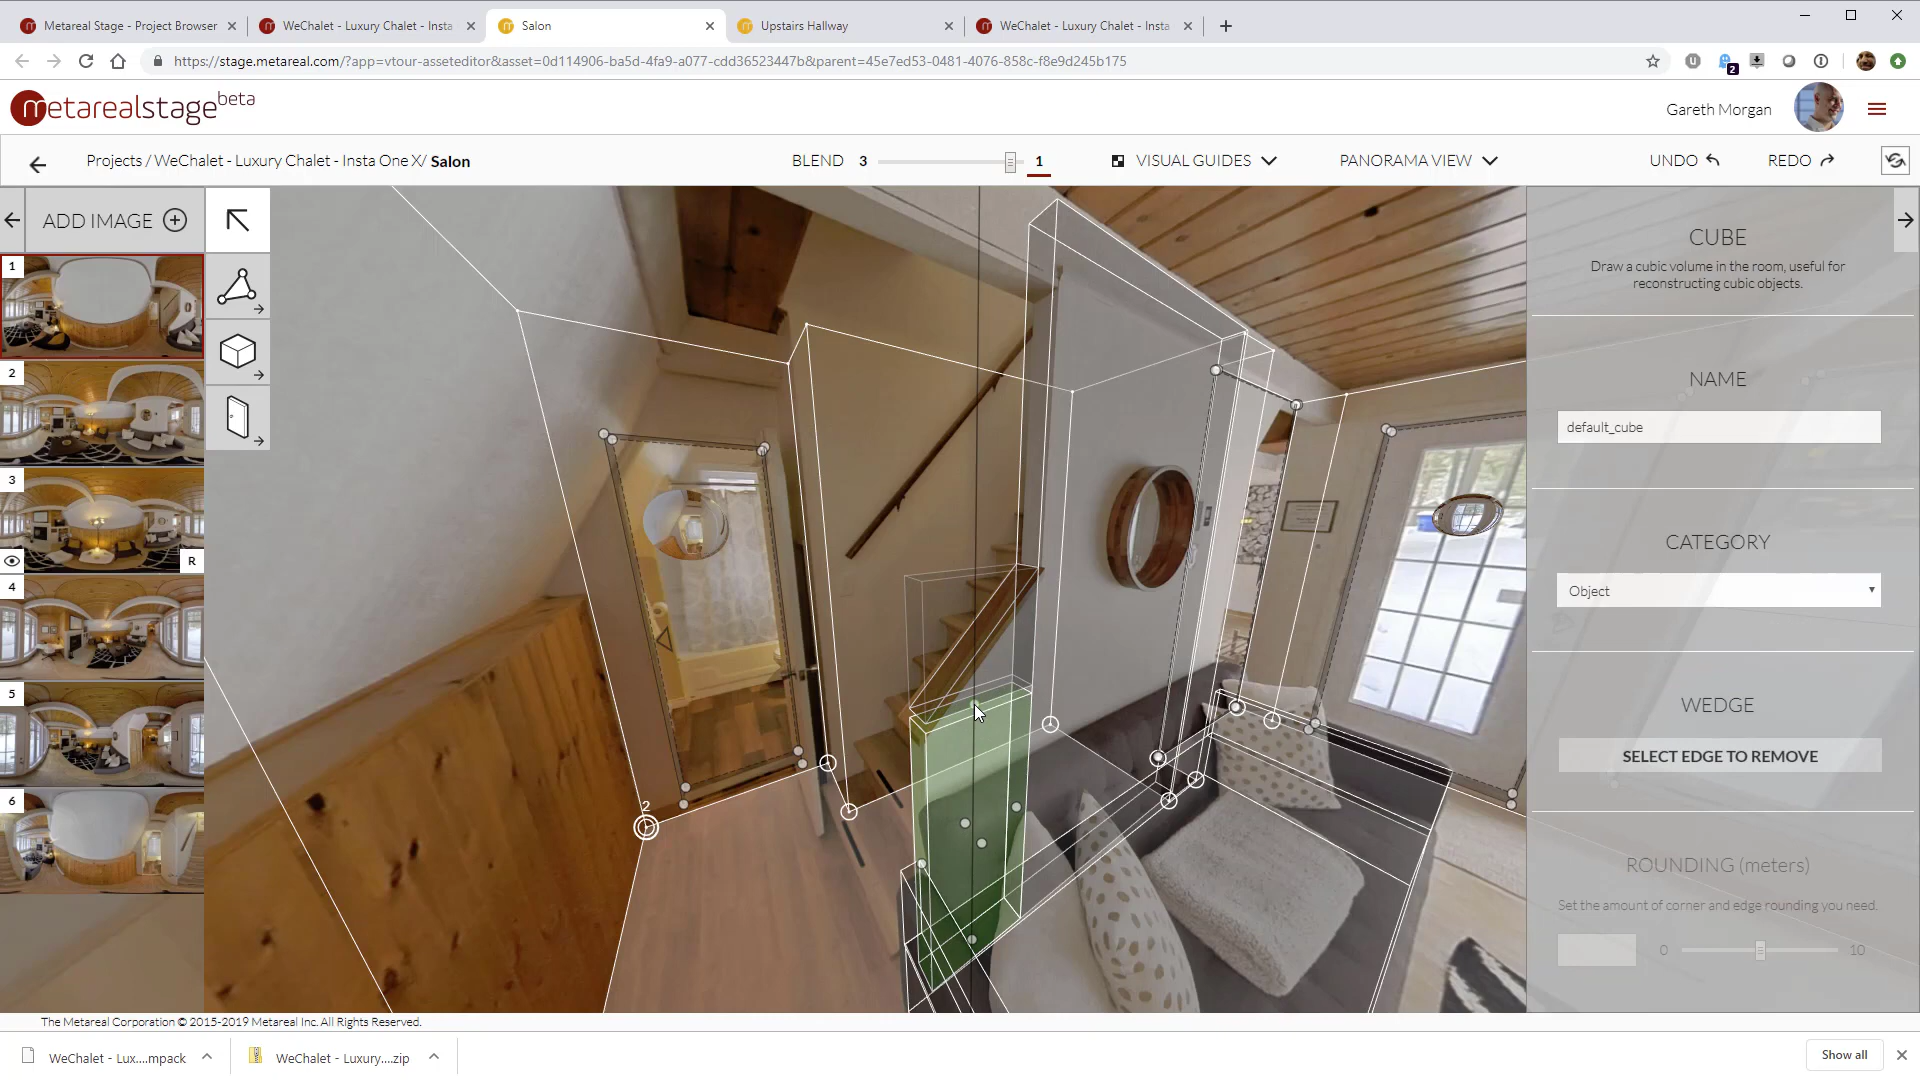 Metareal Stage - Project Browser
WeChalet - Luxury Chalet - Insta
Salon
Upstairs Hallway
WeChalet - Luxury Chalet - Insta
https://stage.metareal.com/?app=vtour-asseteditor&asset=0d114906-ba5d-4fa9-a077-cdd36523447b&parent=45e7ed53-0481-4076-858c-f8e9d245b175
2
metarealstage beta
Gareth Morgan
Projects / WeChalet - Luxury Chalet - Insta One X/ Salon
BLEND 3 1
VISUAL GUIDES
PANORAMA VIEW
UNDO
REDO
ADD IMAGE
1
2
3
R
4
5
6
2
CUBE
Draw a cubic volume in the room, useful for
reconstructing cubic objects.
NAME
default_cube
CATEGORY
Object
WEDGE
SELECT EDGE TO REMOVE
ROUNDING (meters)
Set the amount of corner and edge rounding you need.
0 10
The Metareal Corporation © 2015-2019 Metareal Inc. All Rights Reserved.
WeChalet - Lux....mpack
WeChalet - Luxury....zip
Show all